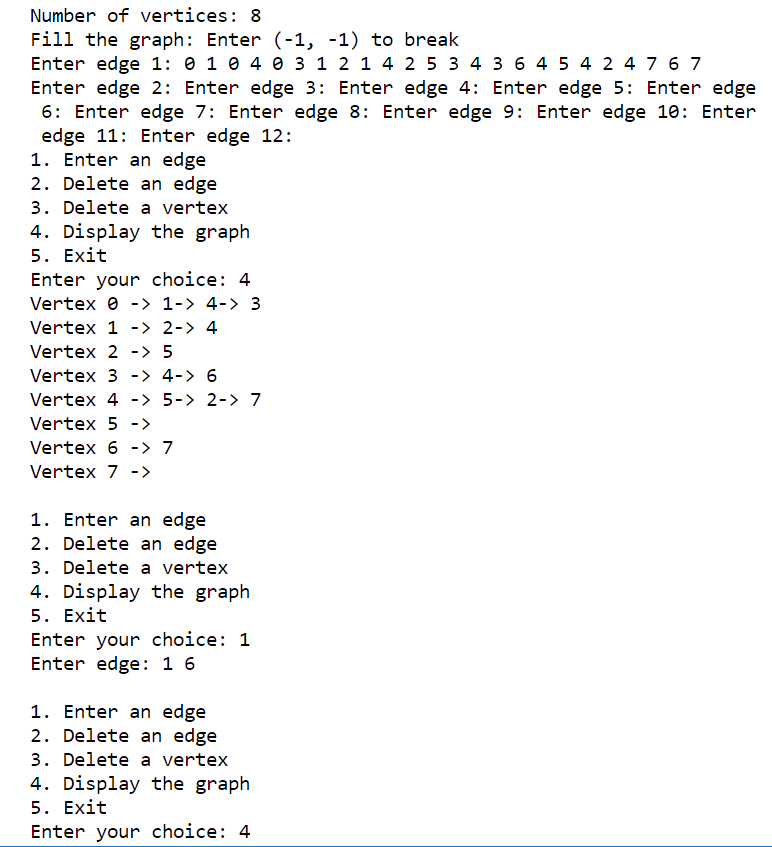 Number of vertices: 8
Fill the graph: Enter (-1, -1) to break
Enter edge 1: 0 1 0 4 0 3 1 2 1 4 2 5 3 4 3 6 4 5 4 2 4 7 6 7
Enter edge 2: Enter edge 3: Enter edge 4: Enter edge 5: Enter edge
6: Enter edge 7: Enter edge 8: Enter edge 9: Enter edge 10: Enter
edge 11: Enter edge 12:
1. Enter an edge
2. Delete an edge
3. Delete a vertex
4. Display the graph
5. Exit
Enter your choice: 4
Vertex 0 -> 1-> 4-> 3
Vertex 1 -> 2-> 4
Vertex 2 -> 5
Vertex 3 -> 4-> 6
Vertex 4 -> 5-> 2-> 7
Vertex 5 ->
Vertex 6 -> 7
Vertex 7 ->
1. Enter an edge
2. Delete an edge
3. Delete a vertex
4. Display the graph
5. Exit
Enter your choice: 1
Enter edge: 1 6
1. Enter an edge
2. Delete an edge
3. Delete a vertex
4. Display the graph
5. Exit
Enter your choice: 4